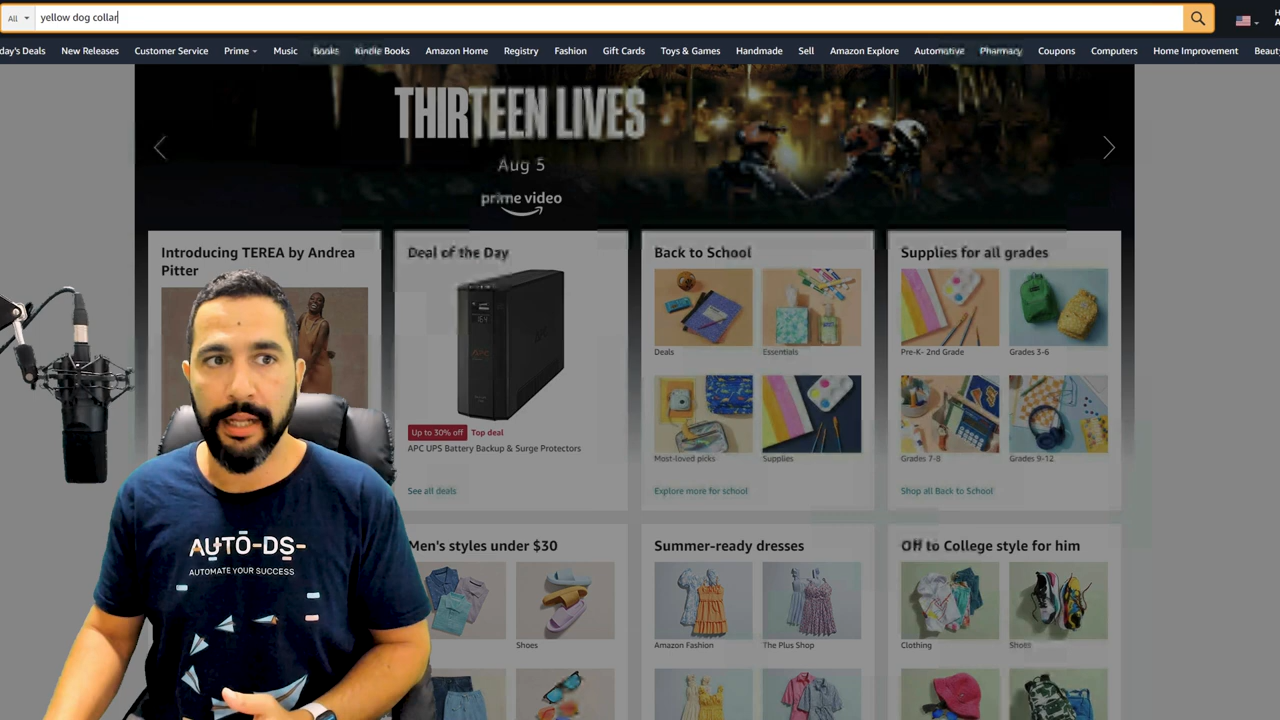 All
yellow dog collar
day's Deals New Releases Customer Service Prime Music Books Kindle Books Amazon Home Registry Fashion Gift Cards Toys & Games Handmade Sell Amazon Explore Automotive Pharmacy Coupons Computers Home Improvement Beaut
THIRTEEN LIVES
Aug 5
prime video
Introducing TEREA by Andrea
Pitter
Deal of the Day
Up to 30% off Top deal
APC UPS Battery Backup & Surge Protectors
See all deals
Back to School
Deals Essentials
Most-loved picks Supplies
Explore more for school
Supplies for all grades
Pre-K- 2nd Grade Grades 3-6
Grades 7-8 Grades 9-12
Shop all Back to School
AUTO-DS-
AUTOMATE YOUR SUCCESS
Men's styles under $30
Shoes
Summer-ready dresses
Amazon Fashion The Plus Shop
Off to College style for him
Clothing Shoes